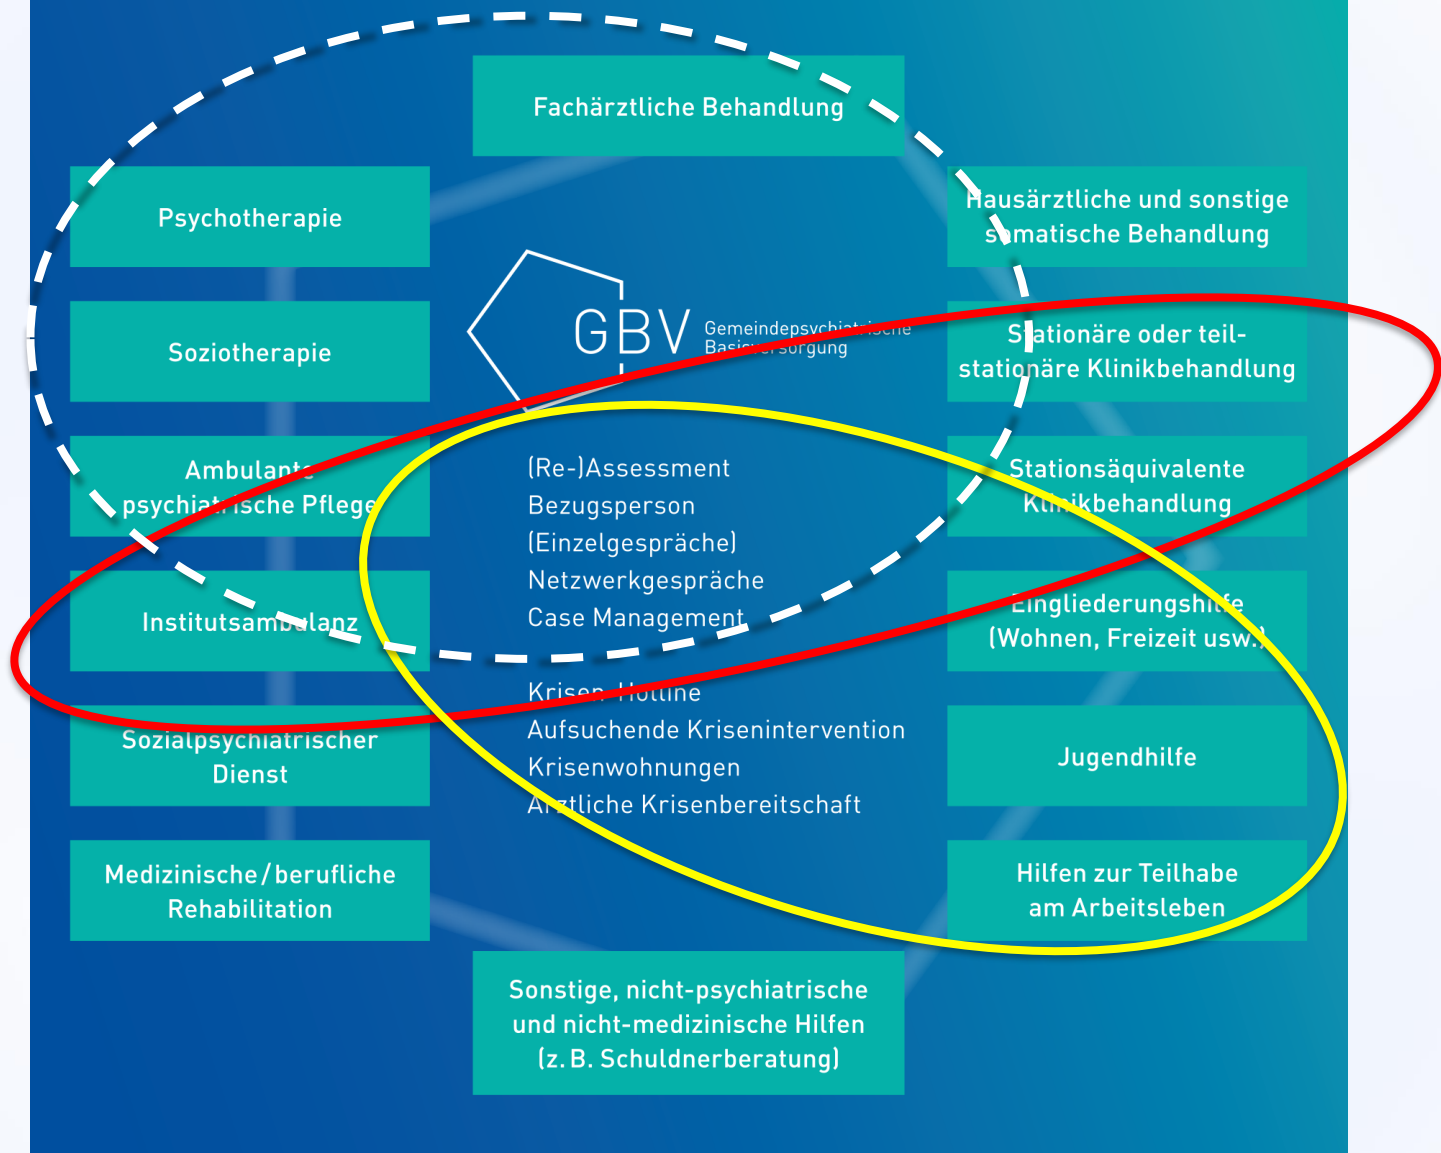 Fachärztliche Behandlung
Psychotherapie
Hausärztliche und sonstige
somatische Behandlung
Soziotherapie
GBV
Gemeindepsychiatrische
Basisversorgung
Stationäre oder teil-
stationäre Klinikbehandlung
Ambulante
psychiatrische Pflege
(Re-)Assessment
Bezugsperson
(Einzelgespräche)
Netzwerkgespräche
Case Management
Stationsäquivalente
Klinikbehandlung
Institutsambulanz
Eingliederungshilfe
(Wohnen, Freizeit usw.)
Krisen-Hotline
Aufsuchende Krisenintervention
Krisenwohnungen
Ärztliche Krisenbereitschaft
Sozialpsychiatrischer
Dienst
Jugendhilfe
Medizinische/berufliche
Rehabilitation
Hilfen zur Teilhabe
am Arbeitsleben
Sonstige, nicht-psychiatrische
und nicht-medizinische Hilfen
(z. B. Schuldnerberatung)